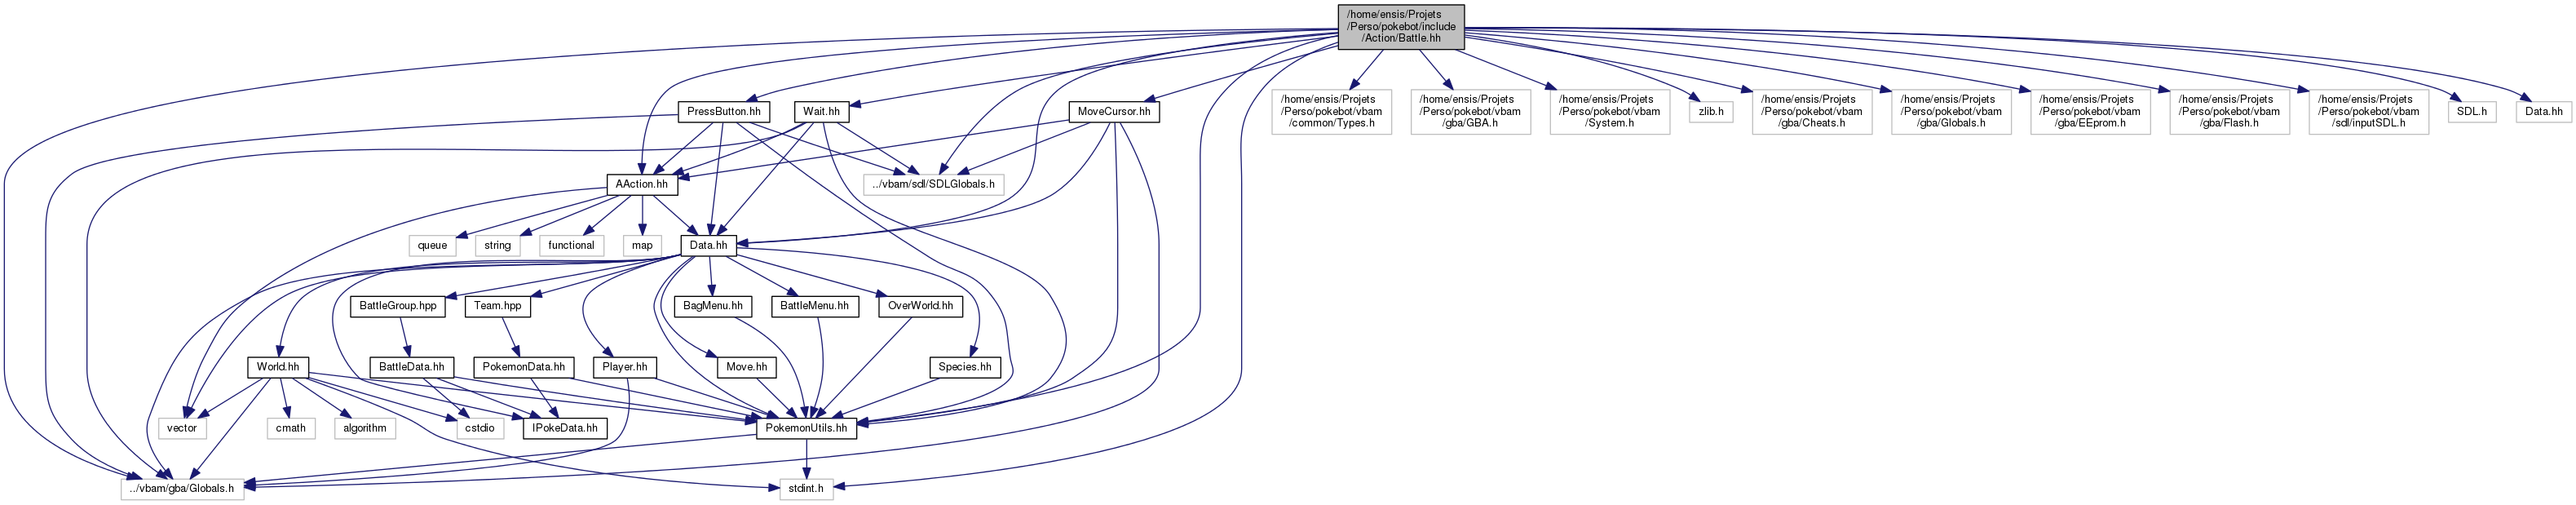 /home/ensis/Projets
/Perso/pokebot/include
/Action/Battle.hh
PressButton.hh
Wait.hh
MoveCursor.hh
/home/ensis/Projets
/Perso/pokebot/vbam
/common/Types.h
/home/ensis/Projets
/Perso/pokebot/vbam
/gba/GBA.h
/home/ensis/Projets
/Perso/pokebot/vbam
/System.h
zlib.h
/home/ensis/Projets
/Perso/pokebot/vbam
/gba/Cheats.h
/home/ensis/Projets
/Perso/pokebot/vbam
/gba/Globals.h
/home/ensis/Projets
/Perso/pokebot/vbam
/gba/EEprom.h
/home/ensis/Projets
/Perso/pokebot/vbam
/gba/Flash.h
/home/ensis/Projets
/Perso/pokebot/vbam
/sdl/inputSDL.h
SDL.h
Data.hh
AAction.hh
../vbam/sdl/SDLGlobals.h
queue
string
functional
map
Data.hh
BattleGroup.hpp
Team.hpp
BagMenu.hh
BattleMenu.hh
OverWorld.hh
World.hh
BattleData.hh
PokemonData.hh
Player.hh
Move.hh
Species.hh
vector
cmath
algorithm
cstdio
IPokeData.hh
PokemonUtils.hh
../vbam/gba/Globals.h
stdint.h